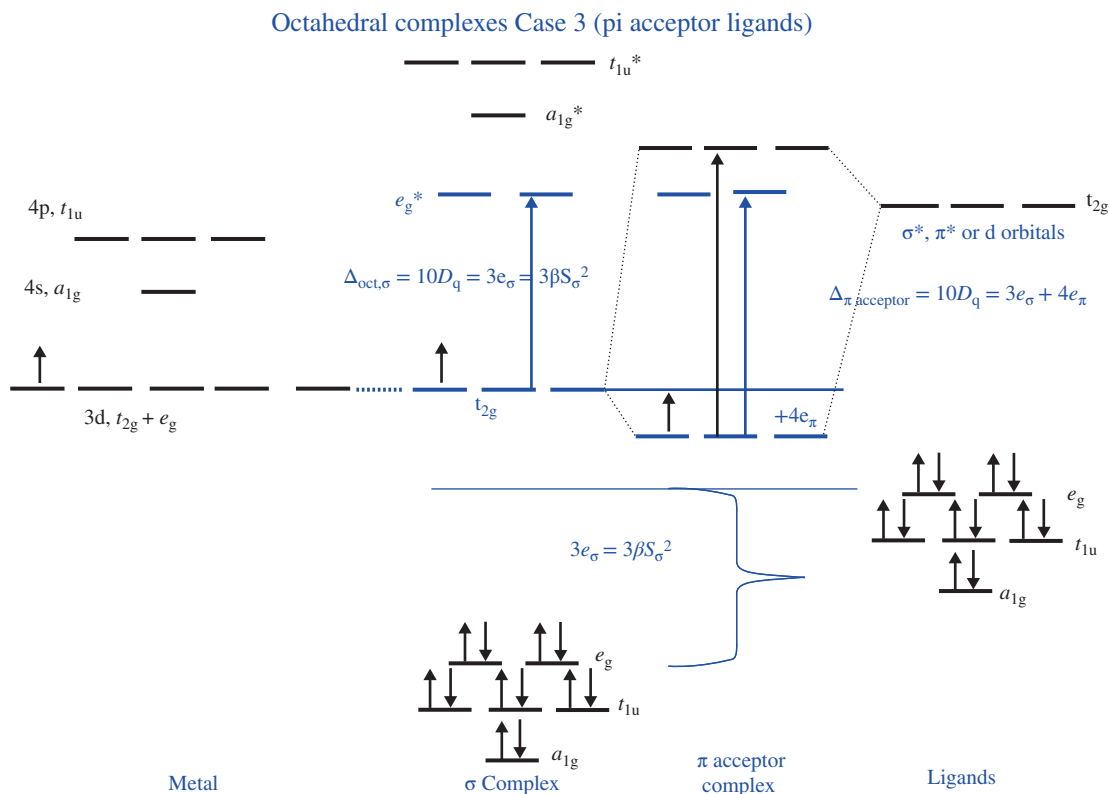 Octahedral complexes Case 3 (pi acceptor ligands)
t₁ᵤ*
a₁g*
eg*
4p, t₁ᵤ
t₂g
σ*, π* or d orbitals
4s, a₁g
Δoct,σ = 10Dq = 3eσ = 3βSσ²
Δπ acceptor = 10Dq = 3eσ + 4eπ
3d, t₂g + eg
t₂g
+4eπ
eg
t₁ᵤ
a₁g
3eσ = 3βSσ²
eg
t₁ᵤ
a₁g
Metal
σ Complex
π acceptor
complex
Ligands